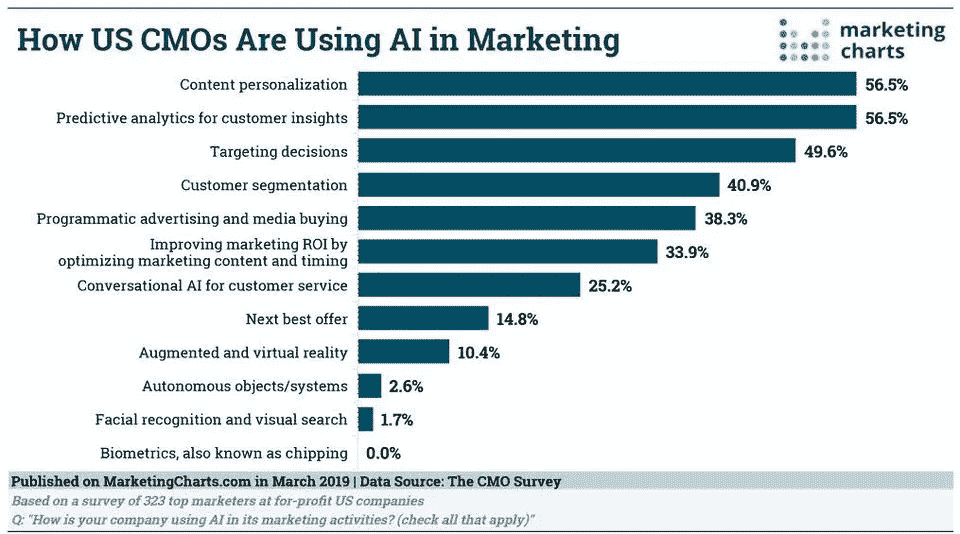 How US CMOs Are Using AI in Marketing
marketing
charts
Content personalization 56.5%
Predictive analytics for customer insights 56.5%
Targeting decisions 49.6%
Customer segmentation 40.9%
Programmatic advertising and media buying 38.3%
Improving marketing ROI by
optimizing marketing content and timing 33.9%
Conversational AI for customer service 25.2%
Next best offer 14.8%
Augmented and virtual reality 10.4%
Autonomous objects/systems 2.6%
Facial recognition and visual search 1.7%
Biometrics, also known as chipping 0.0%
Published on MarketingCharts.com in March 2019 | Data Source: The CMO Survey
Based on a survey of 323 top marketers at for-profit US companies
Q: "How is your company using AI in its marketing activities? (check all that apply)"